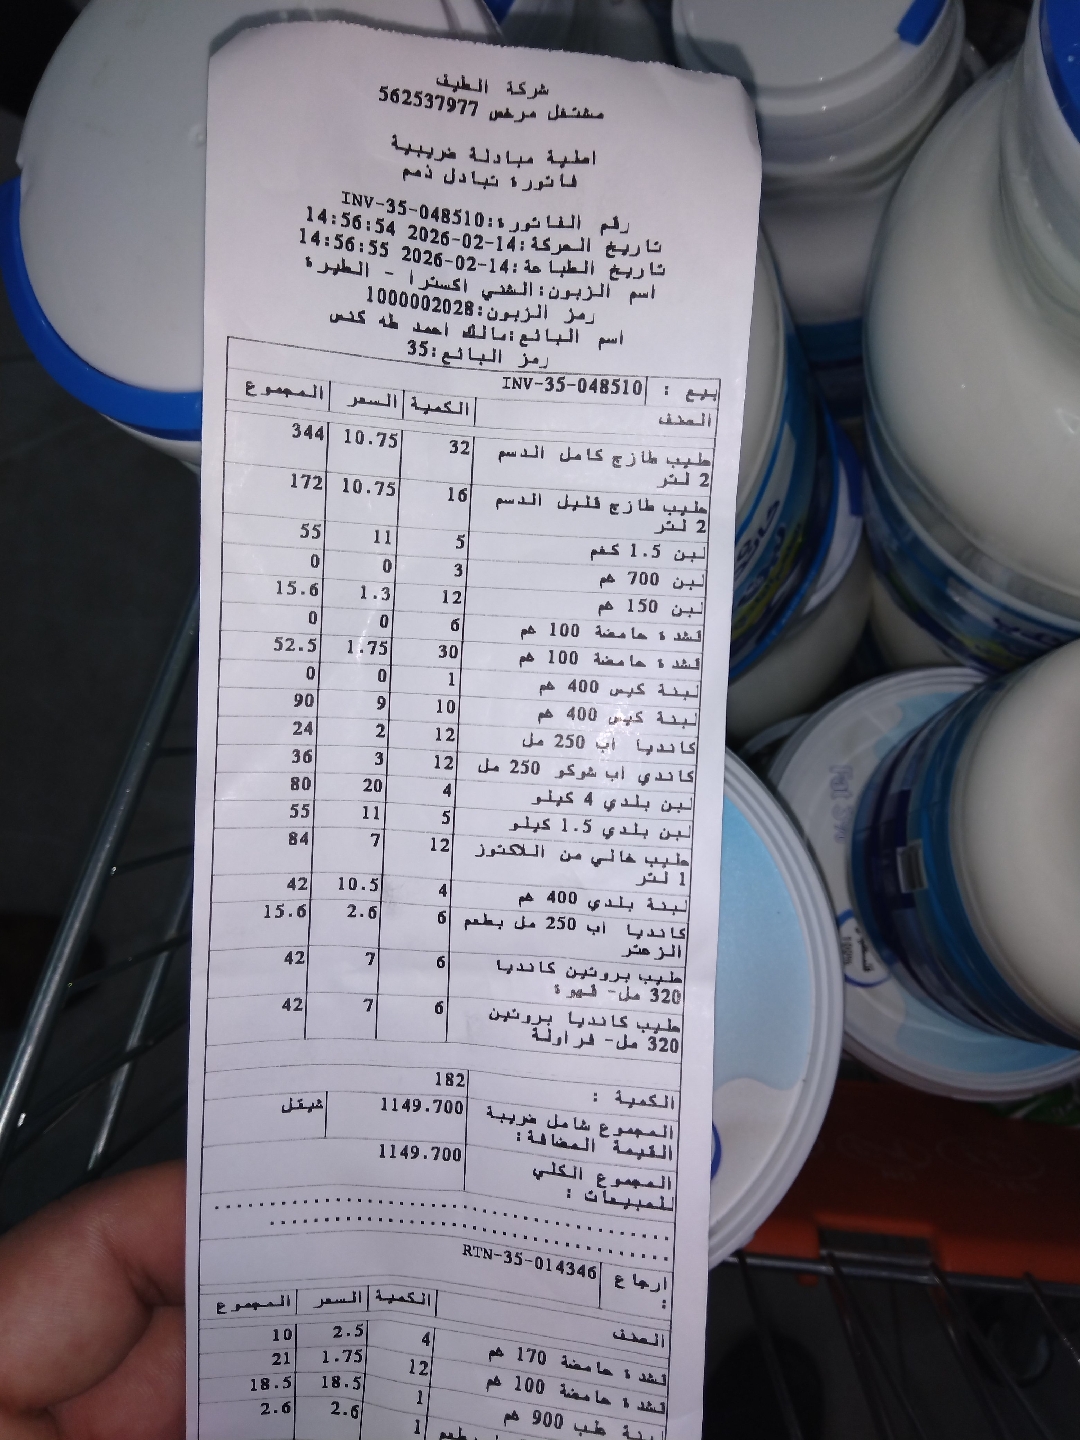 شركة الطيف
مشتغل مرخص 562537977
اصلية مبادلة ضريبية
فاتورة تبادل ذمم
رقم الفاتورة:INV-35-048510
تاريخ الحركة:14-02-2026 14:56:54
تاريخ الطباعة:14-02-2026 14:56:55
اسم الزبون:الشني اكسترا - الطيرة
رمز الزبون:1000002028
اسم البائع:مالك احمد طه كنس
رمز البائع:35
بيع : INV-35-048510
الصنف الكمية السعر المجموع
حليب طازج كامل الدسم 32 10.75 344
2 لتر
حليب طازج قليل الدسم 16 10.75 172
2 لتر
لبن 1.5 كغم 5 11 55
لبن 700 غم 3 0 0
لبن 150 غم 12 1.3 15.6
قشدة حامضة 100 غم 6 0 0
قشدة حامضة 100 غم 30 1.75 52.5
لبنة كيس 400 غم 1 0 0
لبنة كيس 400 غم 10 9 90
كانديا اب 250 مل 12 2 24
كاندي اب شوكو 250 مل 12 3 36
لبن بلدي 4 كيلو 4 20 80
لبن بلدي 1.5 كيلو 5 11 55
حليب خالي من اللاكتوز 12 7 84
1 لتر
لبنة بلدي 400 غم 4 10.5 42
كانديا اب 250 مل بطعم 6 2.6 15.6
الزعتر
حليب بروتين كانديا 6 7 42
320 مل- قهوة
حليب كانديا بروتين 6 7 42
320 مل- فراولة
الكمية : 182
المجموع شامل ضريبة 1149.700 شيقل
القيمة المضافة:
المجموع الكلي 1149.700
للمبيعات :
ارجاع RTN-35-014346
:
الصنف الكمية السعر المجموع
قشدة حامضة 170 غم 4 2.5 10
قشدة حامضة 100 غم 12 1.75 21
لبنة طب 900 غم 1 18.5 18.5
1 2.6 2.6